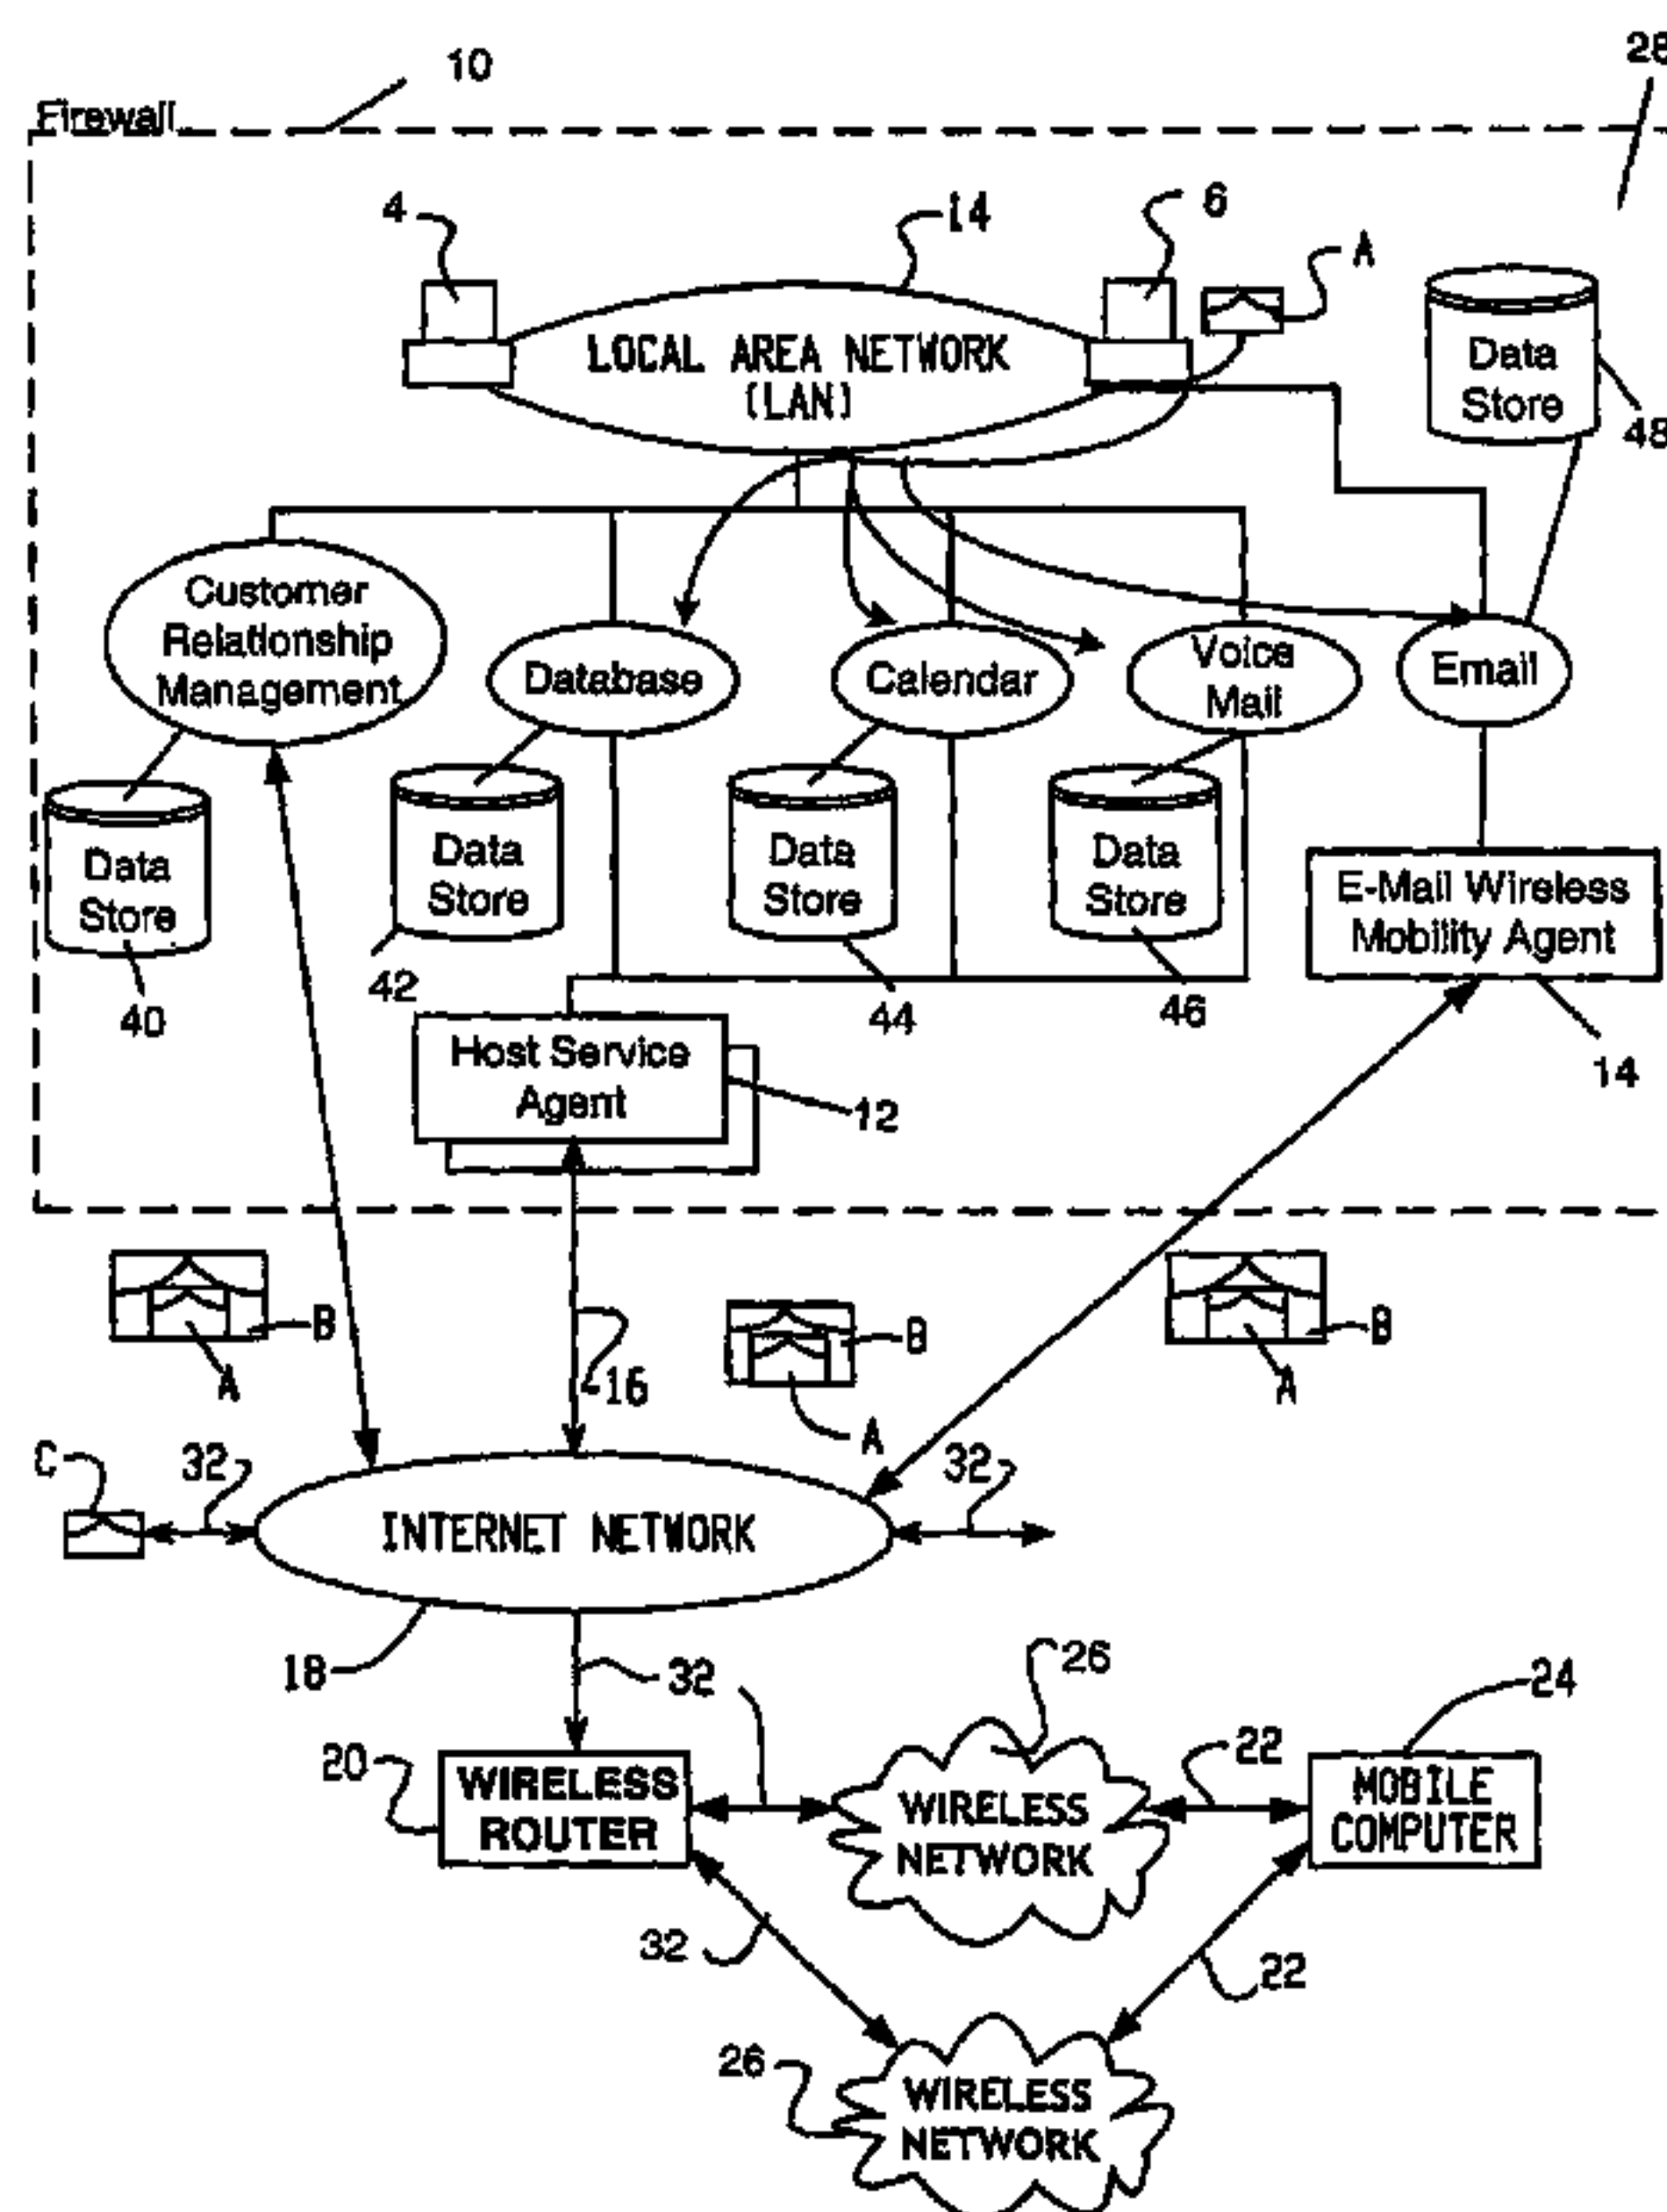 10
28
Firewall
4
14
6
A
LOCAL AREA NETWORK
(LAN)
Data
Store
48
Customer
Relationship
Management
Database
Calendar
Voice
Mail
Email
Data
Store
40
Data
Store
42
Data
Store
44
Data
Store
46
E-Mail Wireless
Mobility Agent
14
Host Service
Agent
12
B
A
16
B
A
B
A
C
32
32
INTERNET NETWORK
18
32
26
24
20
WIRELESS
ROUTER
WIRELESS
NETWORK
22
MOBILE
COMPUTER
32
22
26
WIRELESS
NETWORK